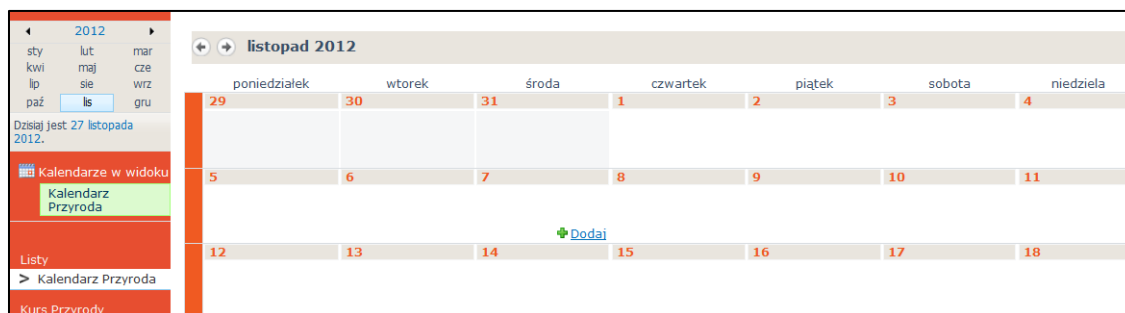 2012
sty lut mar
kwi maj cze
lip sie wrz
paź lis gru
Dzisiaj jest 27 listopada
2012.
Kalendarze w widoku
Kalendarz
Przyroda
Listy
> Kalendarz Przyroda
Kurs Przyrody
listopad 2012
poniedziałek wtorek środa czwartek piątek sobota niedziela
29 30 31 1 2 3 4
5 6 7 8 9 10 11
Dodaj
12 13 14 15 16 17 18